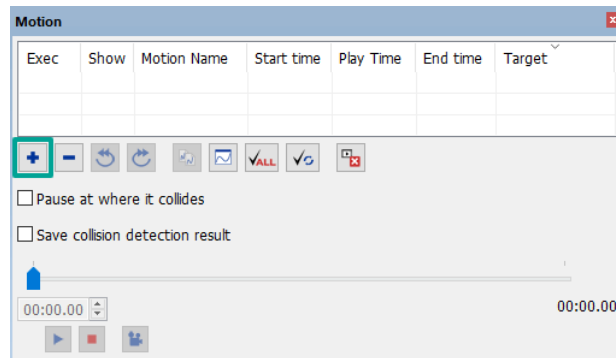 Motion
Exec Show Motion Name Start time Play Time End time Target
ALL
Pause at where it collides
Save collision detection result
00:00.00 00:00.00